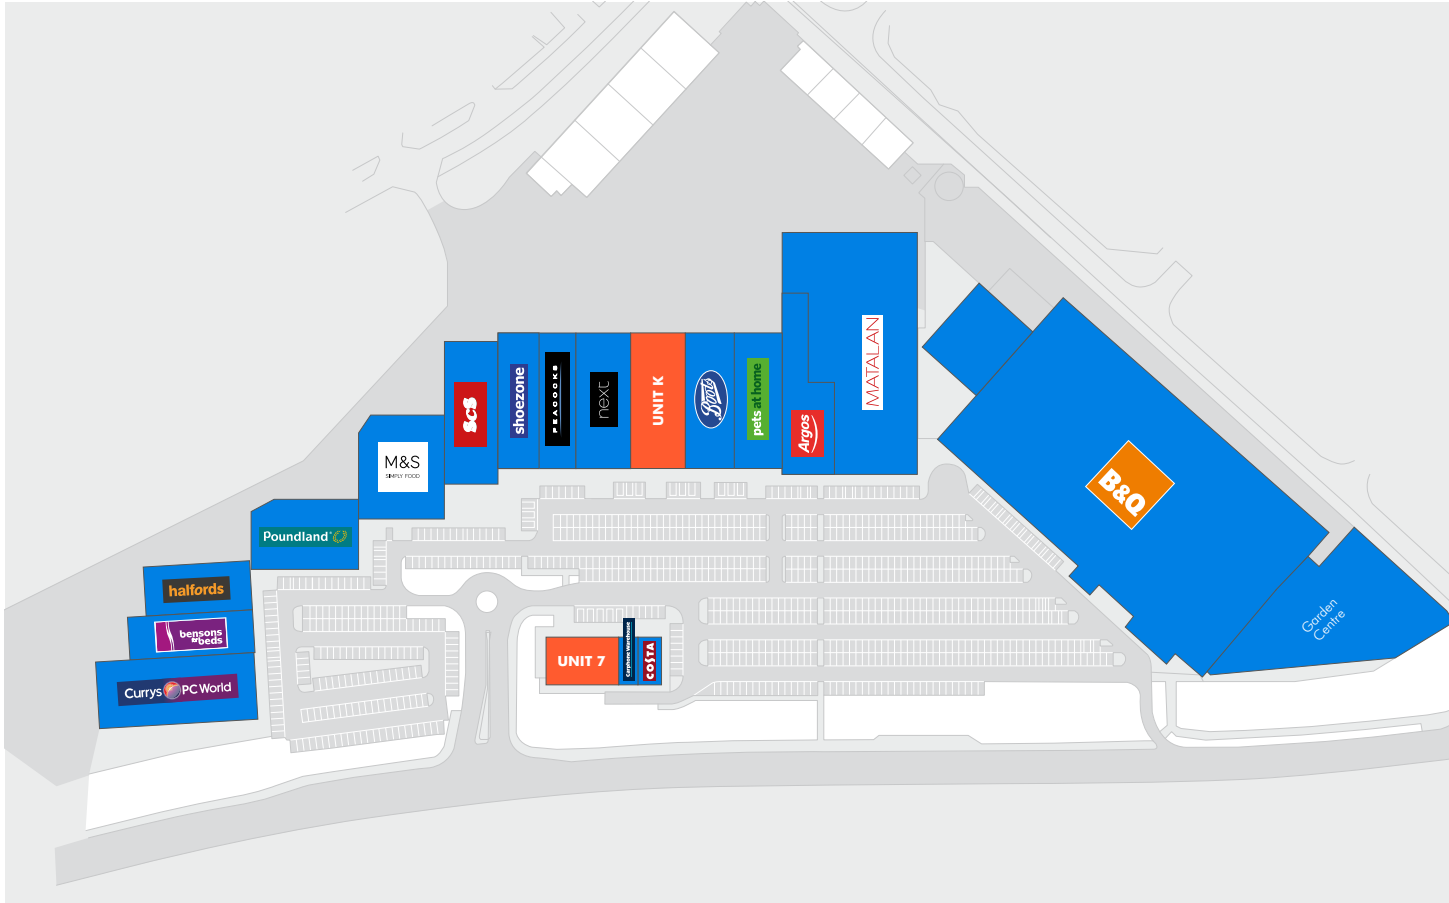 MATALAN
shoezone
PEACOCKS
next
UNIT K
Boots
pets at home
Argos
ScS
M&S
SIMPLY FOOD
B&Q
Poundland
halfords
bensons
for beds
Currys PC World
UNIT 7
Carphone Warehouse
COSTA
Garden
Centre